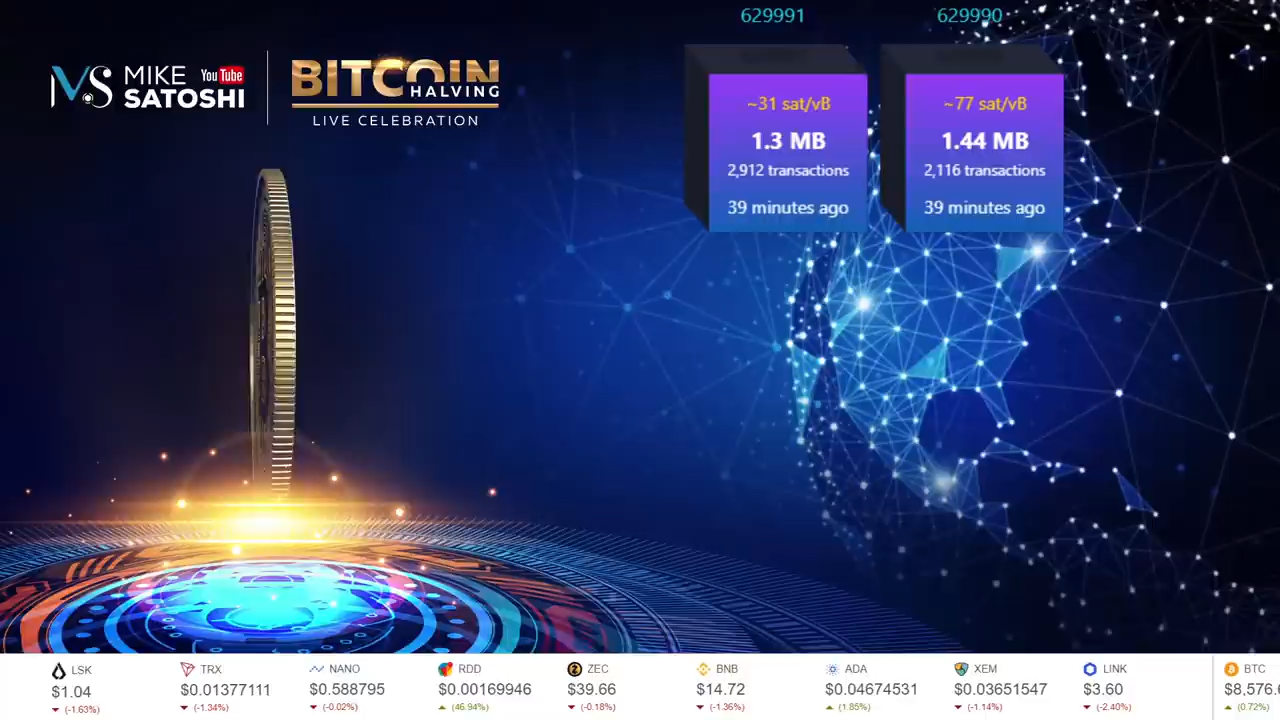 629991
629990
MS
MIKE
YouTube
SATOSHI
BITCOIN
HALVING
LIVE CELEBRATION
~31 sat/vB
1.3 MB
2,912 transactions
39 minutes ago
~77 sat/vB
1.44 MB
2,116 transactions
39 minutes ago
LSK
$1.04
(-1.63%)
TRX
$0.01377111
(-1.34%)
NANO
$0.588795
(-0.02%)
RDD
$0.00169946
(46.94%)
ZEC
$39.66
(-0.18%)
BNB
$14.72
(-1.36%)
ADA
$0.04674531
(1.85%)
XEM
$0.03651547
(-1.14%)
LINK
$3.60
(-2.40%)
BTC
$8,576.
(0.72%)